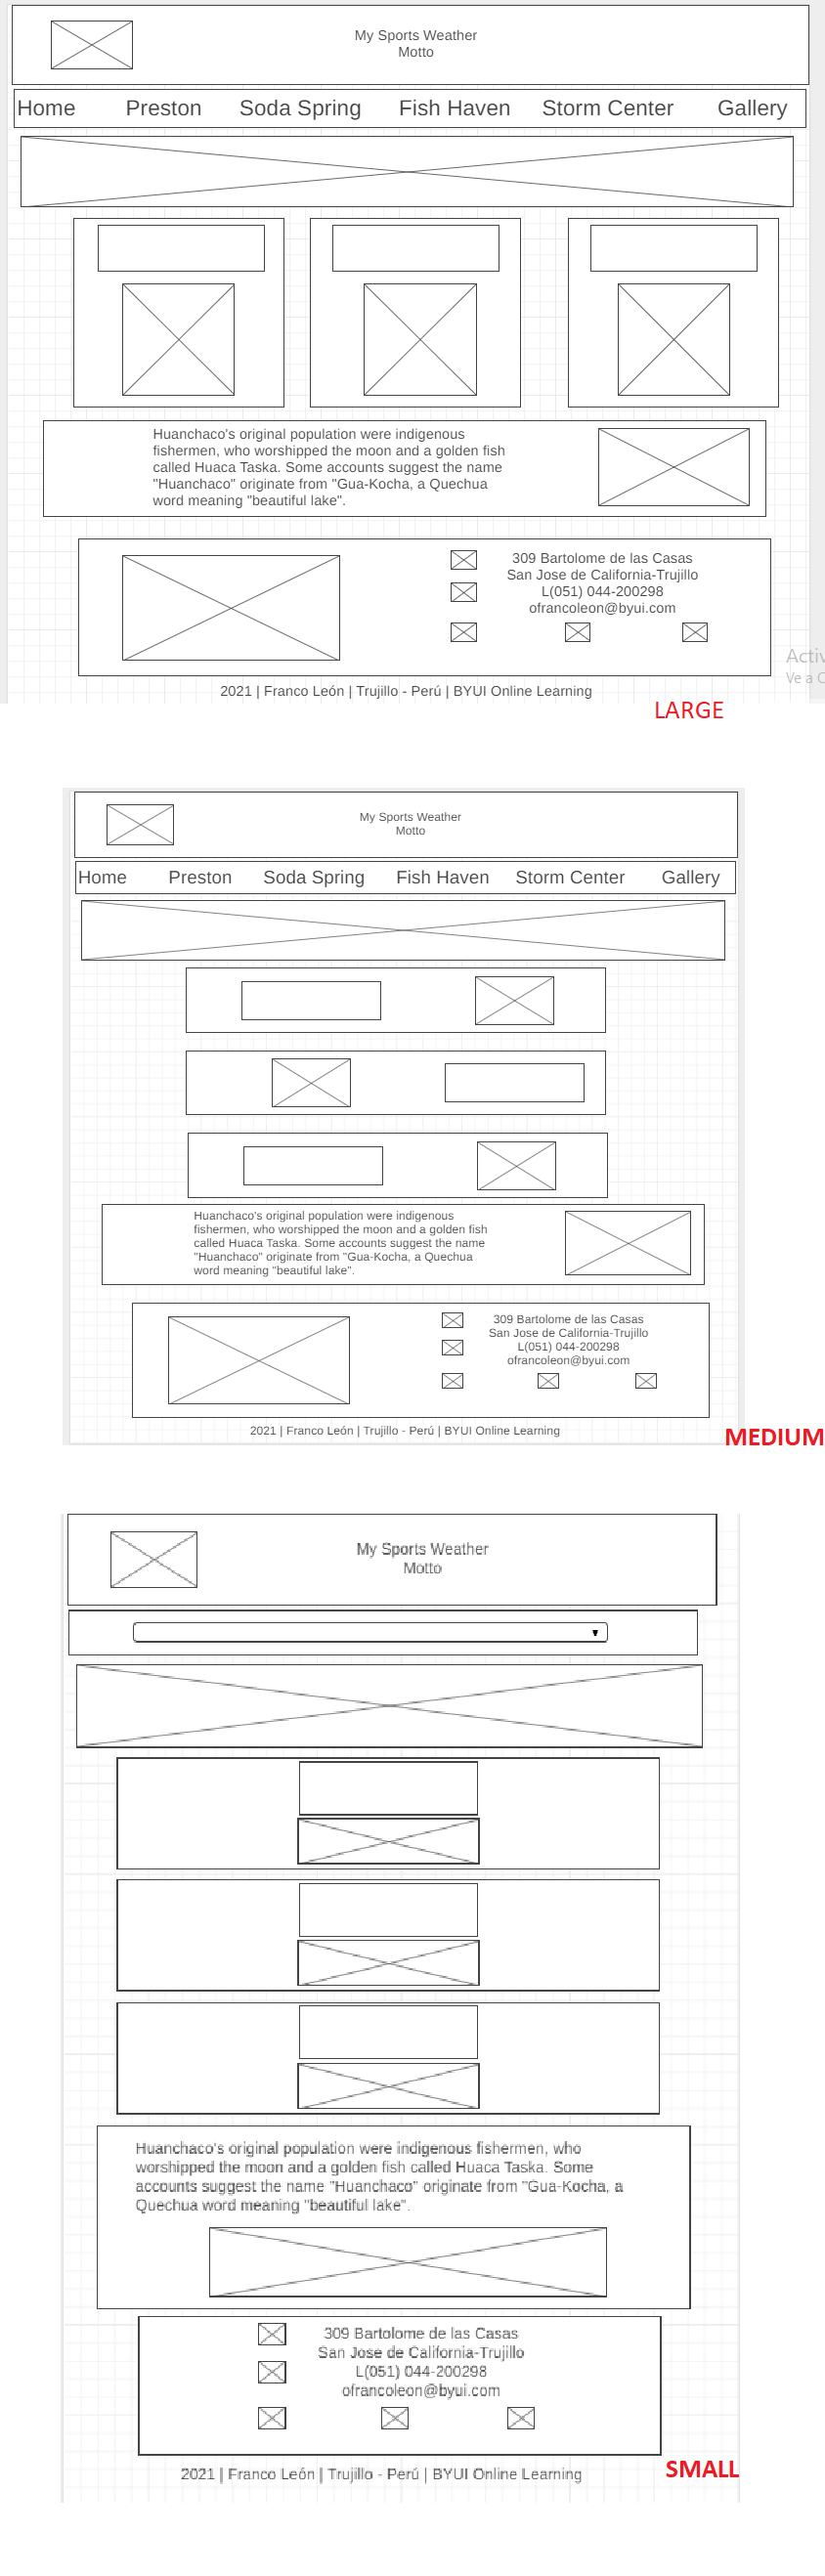 My Sports Weather
Motto
Home Preston Soda Spring Fish Haven Storm Center Gallery
Huanchaco's original population were indigenous
fishermen, who worshipped the moon and a golden fish
called Huaca Taska. Some accounts suggest the name
"Huanchaco" originate from "Gua-Kocha, a Quechua
word meaning "beautiful lake".
309 Bartolome de las Casas
San Jose de California-Trujillo
L(051) 044-200298
ofrancoleon@byui.com
Activ
Ve a C
2021 | Franco León | Trujillo - Perú | BYUI Online Learning
LARGE
My Sports Weather
Motto
Home Preston Soda Spring Fish Haven Storm Center Gallery
Huanchaco's original population were indigenous
fishermen, who worshipped the moon and a golden fish
called Huaca Taska. Some accounts suggest the name
"Huanchaco" originate from "Gua-Kocha, a Quechua
word meaning "beautiful lake".
309 Bartolome de las Casas
San Jose de California-Trujillo
L(051) 044-200298
ofrancoleon@byui.com
2021 | Franco León | Trujillo - Perú | BYUI Online Learning
MEDIUM
My Sports Weather
Motto
Huanchaco's original population were indigenous fishermen, who
worshipped the moon and a golden fish called Huaca Taska. Some
accounts suggest the name "Huanchaco" originate from "Gua-Kocha, a
Quechua word meaning "beautiful lake".
309 Bartolome de las Casas
San Jose de California-Trujillo
L(051) 044-200298
ofrancoleon@byui.com
2021 | Franco León | Trujillo - Perú | BYUI Online Learning
SMALL